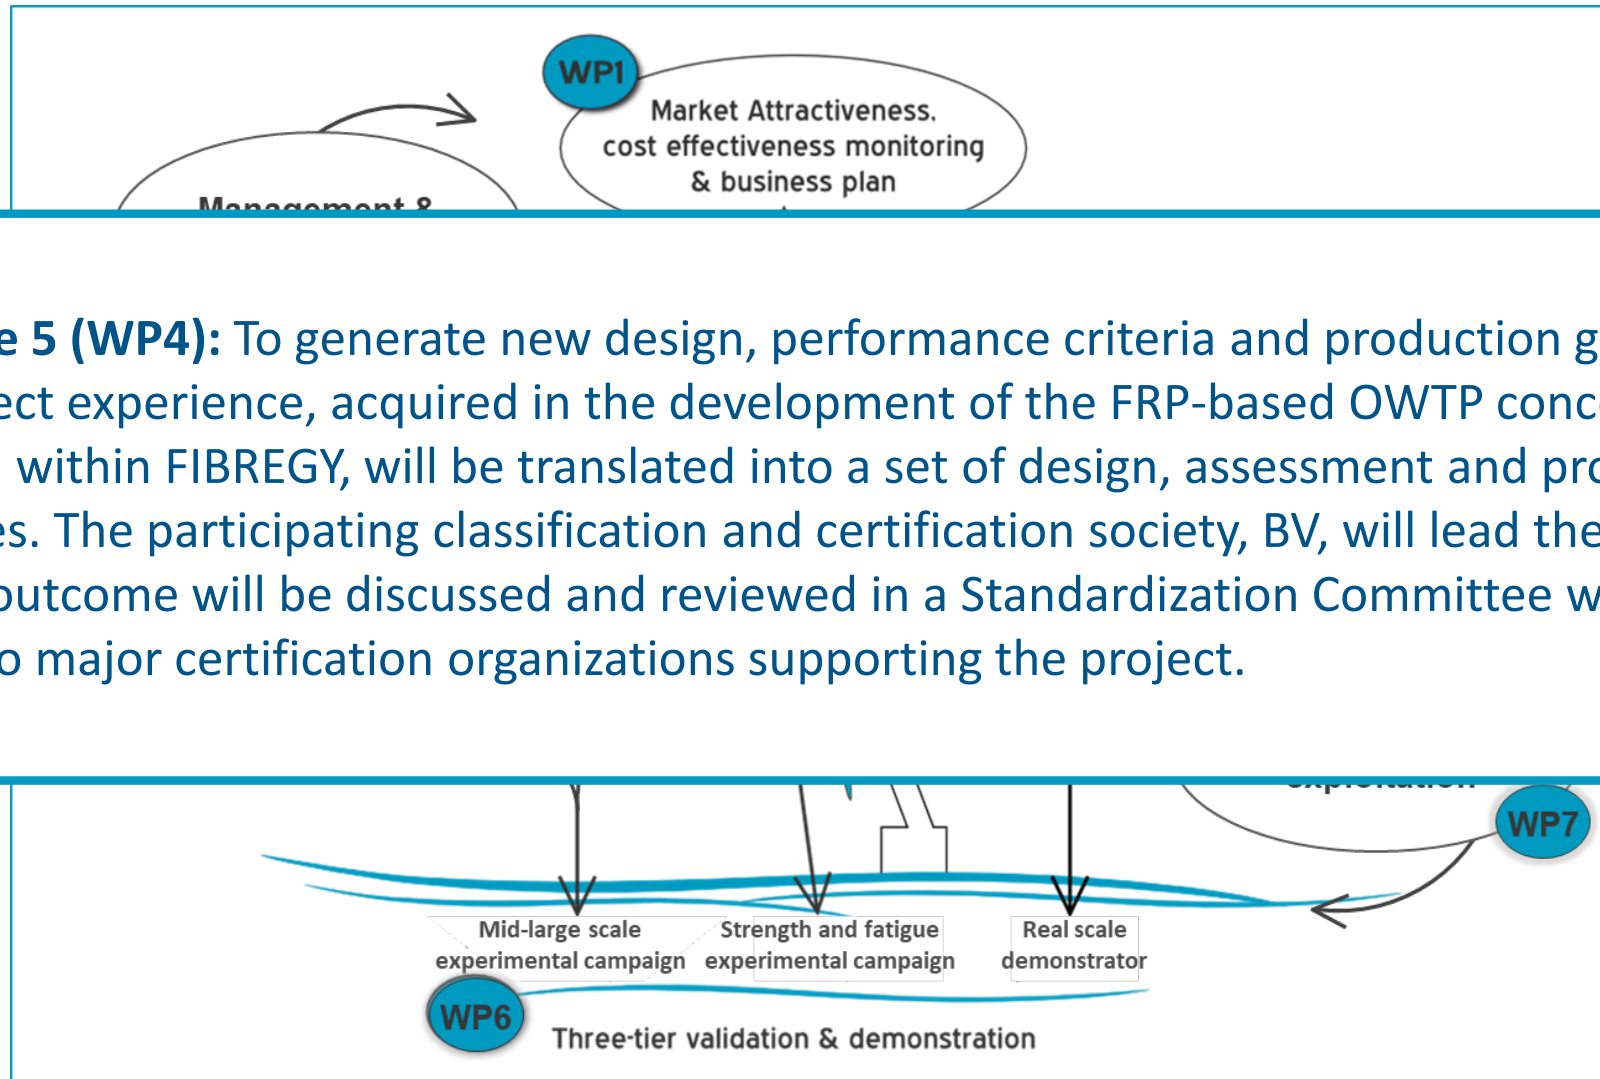 WP1
Market Attractiveness,
cost effectiveness monitoring
& business plan
Management &
e 5 (WP4): To generate new design, performance criteria and production g
ect experience, acquired in the development of the FRP-based OWTP conc
within FIBREGY, will be translated into a set of design, assessment and pro
es. The participating classification and certification society, BV, will lead the
outcome will be discussed and reviewed in a Standardization Committee w
o major certification organizations supporting the project.
exploitation
WP7
Mid-large scale
experimental campaign
Strength and fatigue
experimental campaign
Real scale
demonstrator
WP6
Three-tier validation & demonstration